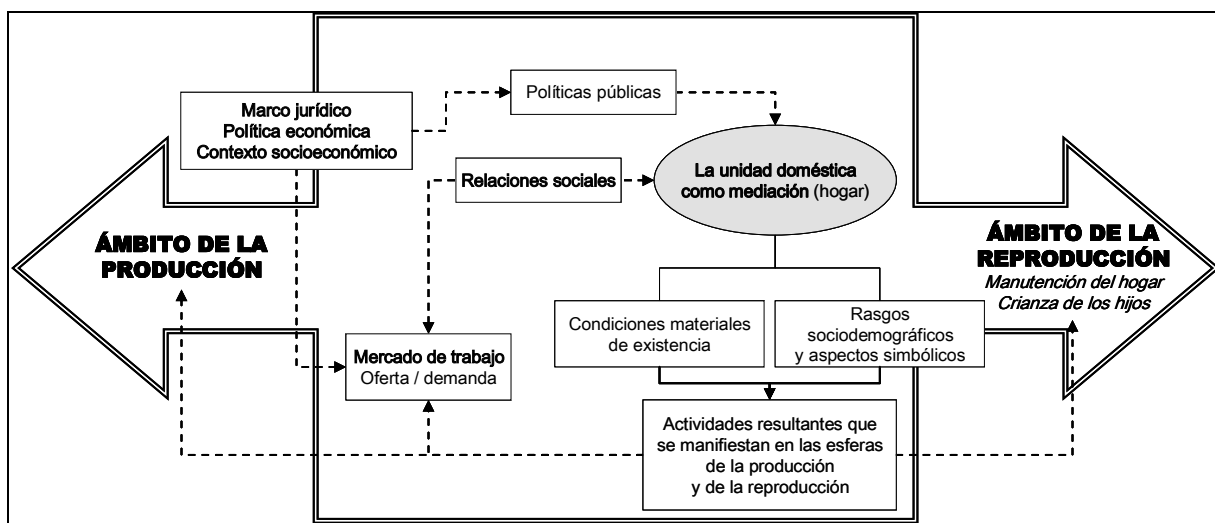 Marco jurídico
Política económica
Contexto socioeconómico
Políticas públicas
Relaciones sociales
La unidad doméstica
como mediación (hogar)
ÁMBITO DE LA
PRODUCCIÓN
ÁMBITO DE LA
REPRODUCCIÓN
Manutención del hogar
Crianza de los hijos
Condiciones materiales
de existencia
Rasgos
sociodemográficos
y aspectos simbólicos
Mercado de trabajo
Oferta / demanda
Actividades resultantes que
se manifiestan en las esferas
de la producción
y de la reproducción